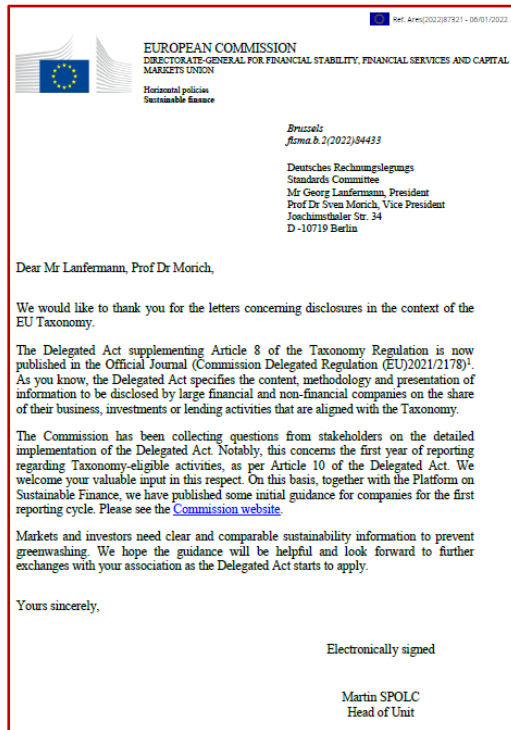 Ref. Ares(2022)87321 - 06/01/2022
EUROPEAN COMMISSION
DIRECTORATE-GENERAL FOR FINANCIAL STABILITY, FINANCIAL SERVICES AND CAPITAL
MARKETS UNION
Horizontal policies
Sustainable finance
Brussels
fisma.b.2(2022)84433
Deutsches Rechnungslegungs
Standards Committee
Mr Georg Lanfermann, President
Prof Dr Sven Morich, Vice President
Joachimsthaler Str. 34
D -10719 Berlin
Dear Mr Lanfermann, Prof Dr Morich,
We would like to thank you for the letters concerning disclosures in the context of the
EU Taxonomy.
The Delegated Act supplementing Article 8 of the Taxonomy Regulation is now
published in the Official Journal (Commission Delegated Regulation (EU)2021/2178)¹.
As you know, the Delegated Act specifies the content, methodology and presentation of
information to be disclosed by large financial and non-financial companies on the share
of their business, investments or lending activities that are aligned with the Taxonomy.
The Commission has been collecting questions from stakeholders on the detailed
implementation of the Delegated Act. Notably, this concerns the first year of reporting
regarding Taxonomy-eligible activities, as per Article 10 of the Delegated Act. We
welcome your valuable input in this respect. On this basis, together with the Platform on
Sustainable Finance, we have published some initial guidance for companies for the first
reporting cycle. Please see the Commission website.
Markets and investors need clear and comparable sustainability information to prevent
greenwashing. We hope the guidance will be helpful and look forward to further
exchanges with your association as the Delegated Act starts to apply.
Yours sincerely,
Electronically signed
Martin SPOLC
Head of Unit